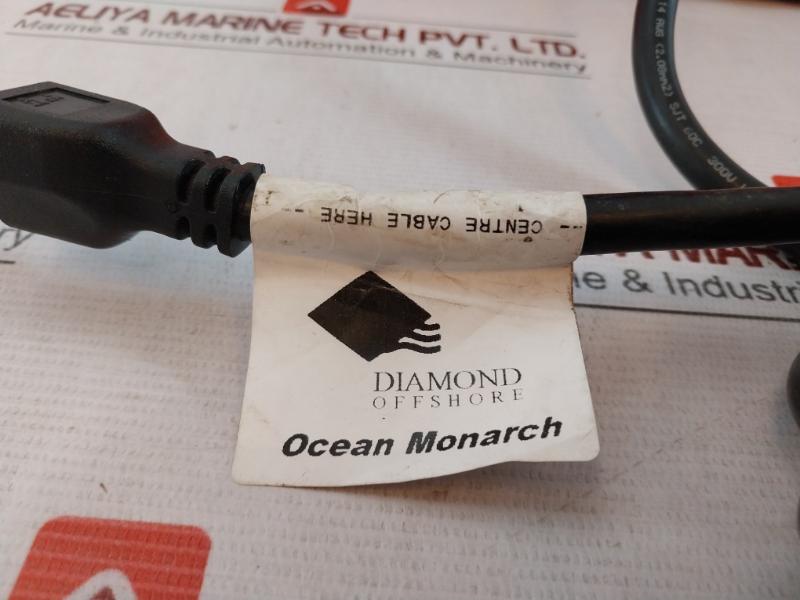 AELIYA MARINE TECH PVT. LTD.
Marine & Industrial Automation & Machinery
14 AWG (2.08mm2) SJT 60C 300V
-- CENTRE CABLE HERE --
DIAMOND
OFFSHORE
Ocean Monarch
ne & Industri